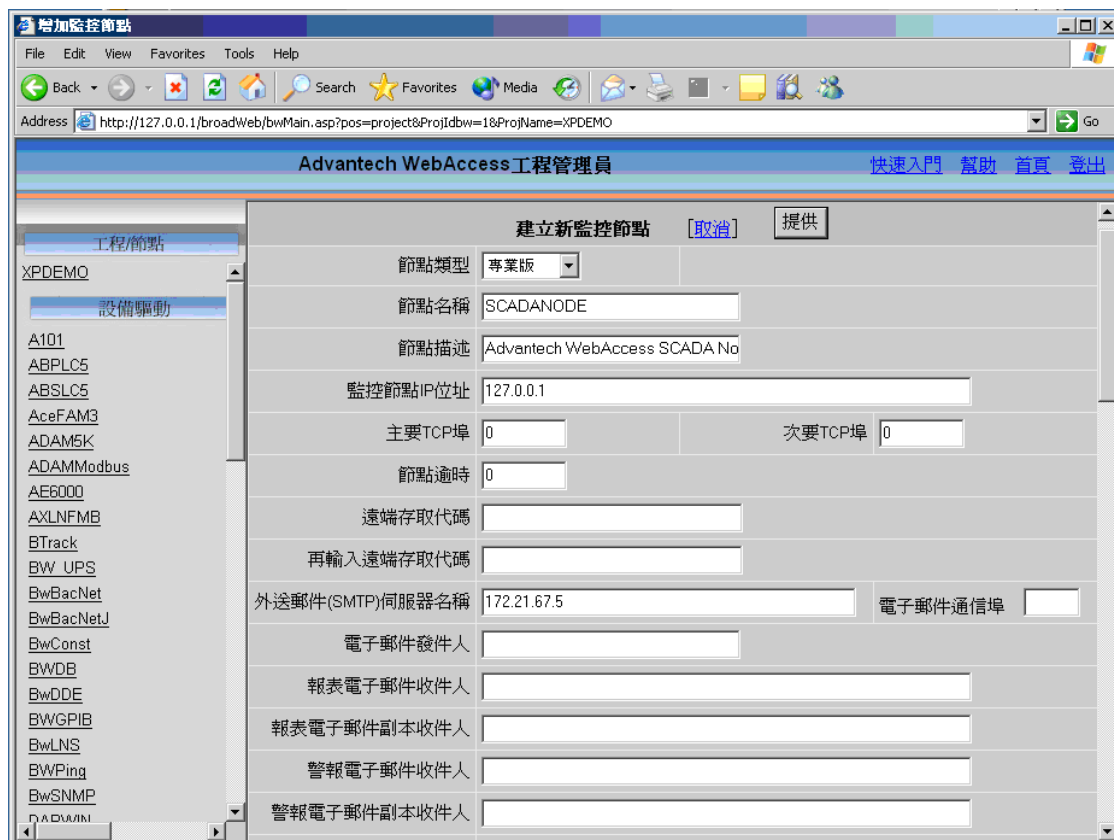 增加監控節點
File Edit View Favorites Tools Help
Back Search Favorites Media
Address http://127.0.0.1/broadWeb/bwMain.asp?pos=project&ProjIdbw=1&ProjName=XPDEMO Go
Advantech WebAccess工程管理員 快速入門 幫助 首頁 登出
工程/節點
XPDEMO
設備驅動
A101
ABPLC5
ABSLC5
AceFAM3
ADAM5K
ADAMModbus
AE6000
AXLNFMB
BTrack
BW_UPS
BwBacNet
BwBacNetJ
BwConst
BWDB
BwDDE
BWGPIB
BwLNS
BWPing
BwSNMP
DARWIN
建立新監控節點 [取消] 提供
節點類型 專業版
節點名稱 SCADANODE
節點描述 Advantech WebAccess SCADA No
監控節點IP位址 127.0.0.1
主要TCP埠 0 次要TCP埠 0
節點逾時 0
遠端存取代碼
再輸入遠端存取代碼
外送郵件(SMTP)伺服器名稱 172.21.67.5 電子郵件通信埠
電子郵件發件人
報表電子郵件收件人
報表電子郵件副本收件人
警報電子郵件收件人
警報電子郵件副本收件人